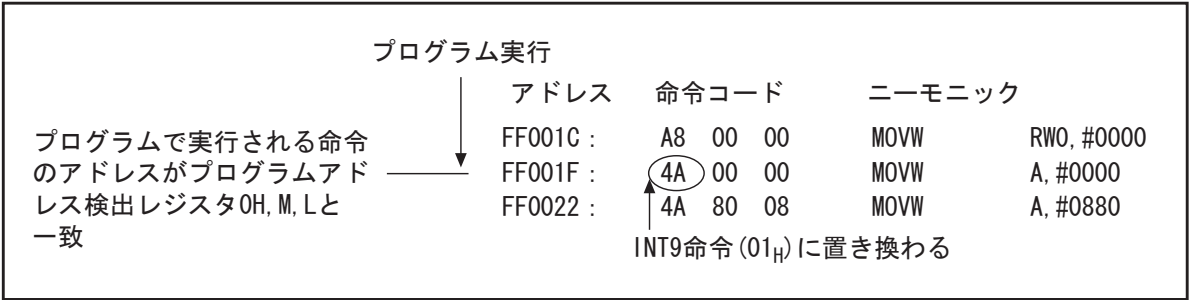 プログラム実行
アドレス 命令コード ニーモニック
FF001C : A8 00 00 MOVW RW0, #0000
FF001F : 4A 00 00 MOVW A, #0000
FF0022 : 4A 80 08 MOVW A, #0880
プログラムで実行される命令
のアドレスがプログラムアド
レス検出レジスタ0H, M, Lと
一致
INT9命令(01H)に置き換わる